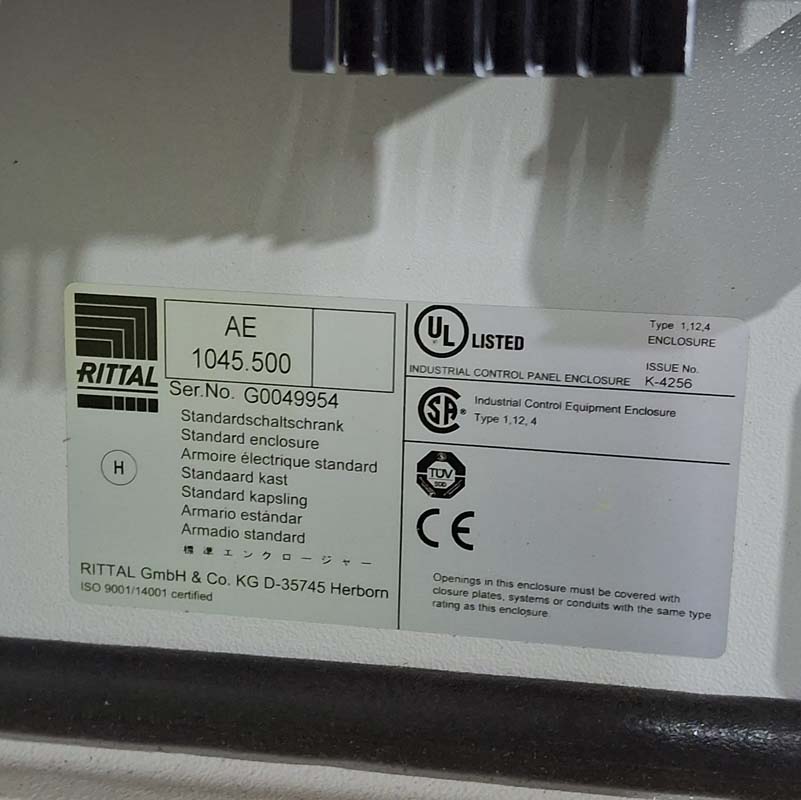 RITTAL
AE
1045.500
Ser.No. G0049954
Standardschaltschrank
Standard enclosure
Armoire électrique standard
Standaard kast
Standard kapsling
Armario estándar
Armadio standard
標準エンクロージャー
H
RITTAL GmbH & Co. KG D-35745 Herborn
ISO 9001/14001 certified
UL LISTED
Type 1,12,4
ENCLOSURE
INDUSTRIAL CONTROL PANEL ENCLOSURE
ISSUE No.
K-4256
SA
Industrial Control Equipment Enclosure
Type 1,12, 4
TÜV
SÜD
CE
Openings in this enclosure must be covered with
closure plates, systems or conduits with the same type
rating as this enclosure.